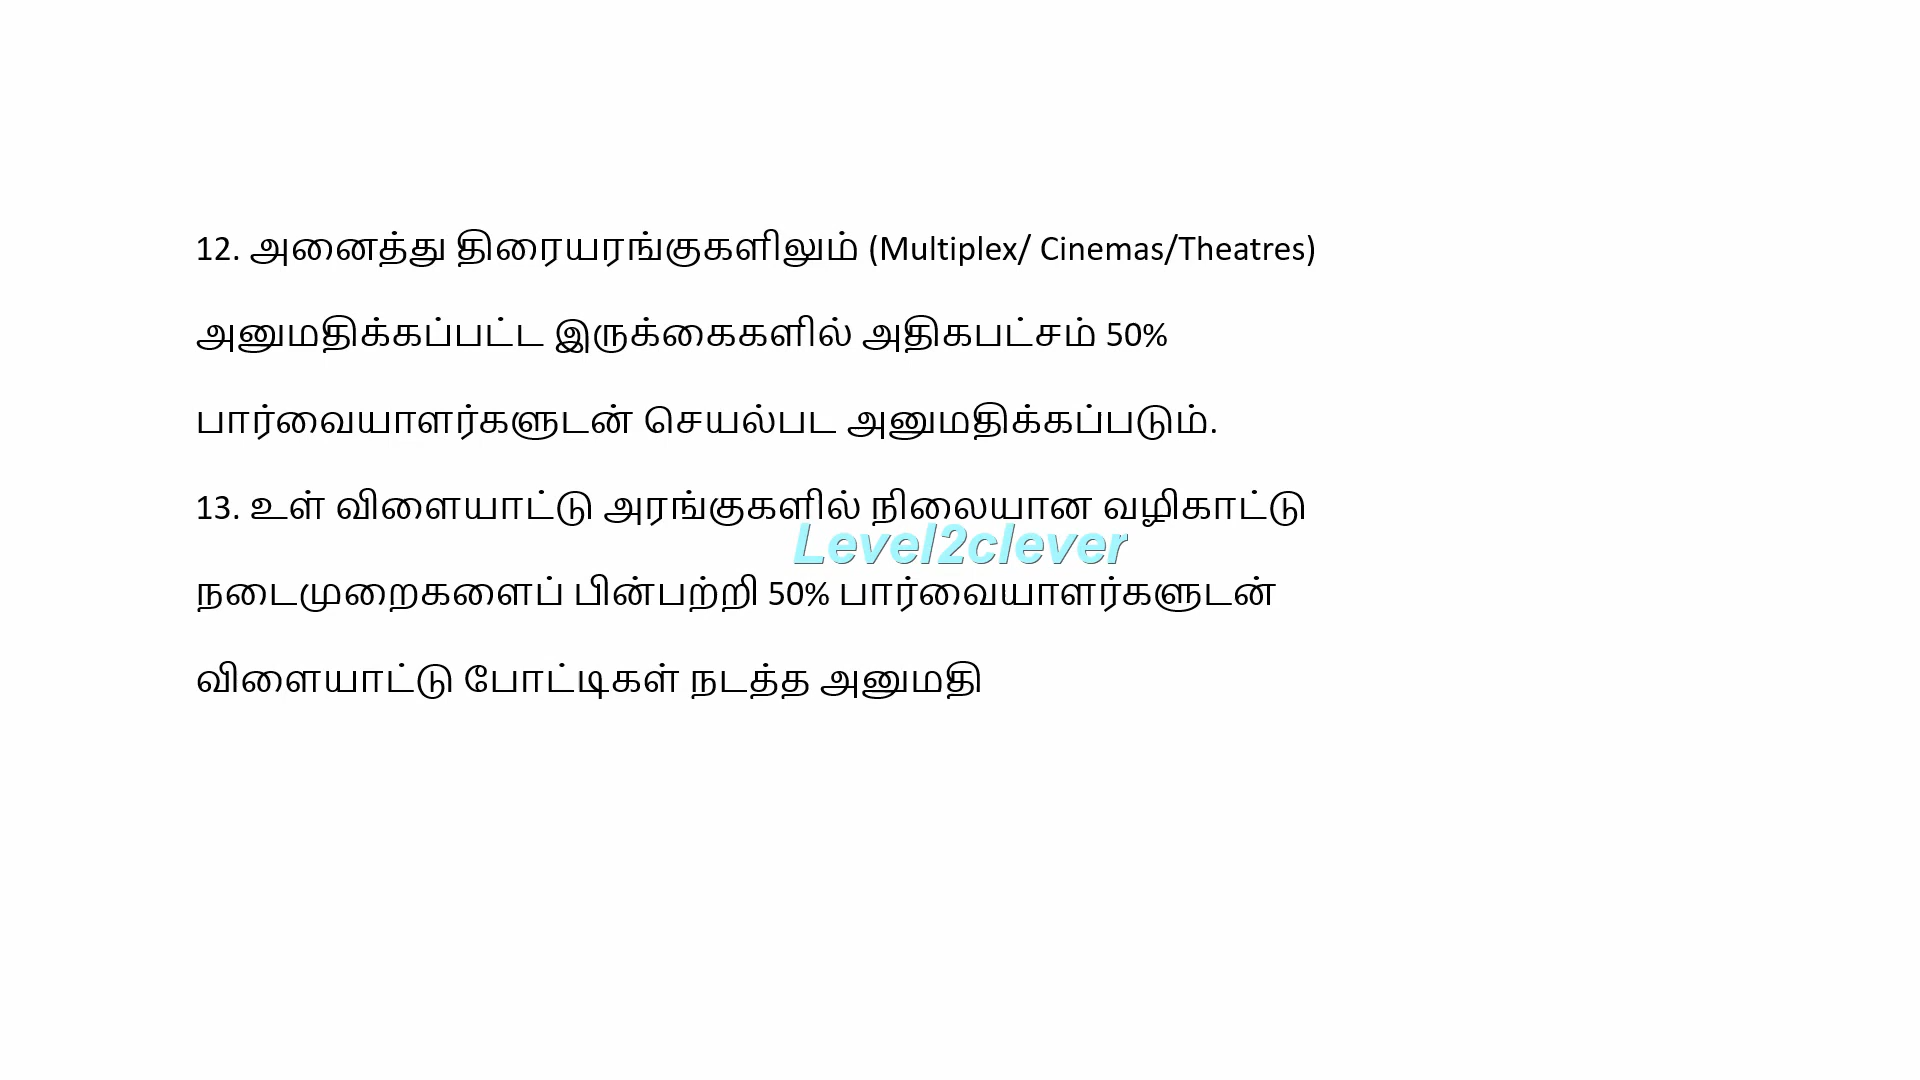 12. அனைத்து திரையரங்குகளிலும் (Multiplex/ Cinemas/Theatres)
அனுமதிக்கப்பட்ட இருக்கைகளில் அதிகபட்சம் 50%
பார்வையாளர்களுடன் செயல்பட அனுமதிக்கப்படும்.
13. உள் விளையாட்டு அரங்குகளில் நிலையான வழிகாட்டு
Level2clever
நடைமுறைகளைப் பின்பற்றி 50% பார்வையாளர்களுடன்
விளையாட்டு போட்டிகள் நடத்த அனுமதி